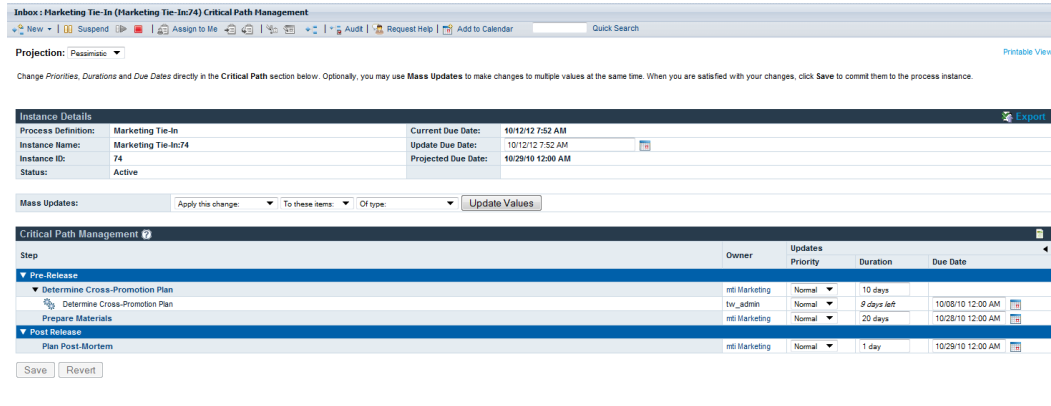 Inbox : Marketing Tie-In (Marketing Tie-In:74) Critical Path Management
New Suspend Assign to Me Audit Request Help Add to Calendar Quick Search
Projection: Pessimistic Printable View
Change Priorities, Durations and Due Dates directly in the Critical Path section below. Optionally, you may use Mass Updates to make changes to multiple values at the same time. When you are satisfied with your changes, click Save to commit them to the process instance.
Instance Details Export
Process Definition: Marketing Tie-In Current Due Date: 10/12/12 7:52 AM
Instance Name: Marketing Tie-In:74 Update Due Date: 10/12/12 7:52 AM
Instance ID: 74 Projected Due Date: 10/29/10 12:00 AM
Status: Active
Mass Updates: Apply this change: To these items: Of type: Update Values
Critical Path Management ?
Step Owner Updates
Priority Duration Due Date
Pre-Release
Determine Cross-Promotion Plan mti Marketing Normal 10 days
Determine Cross-Promotion Plan tw_admin Normal 9 days left 10/08/10 12:00 AM
Prepare Materials mti Marketing Normal 20 days 10/28/10 12:00 AM
Post Release
Plan Post-Mortem mti Marketing Normal 1 day 10/29/10 12:00 AM
Save Revert